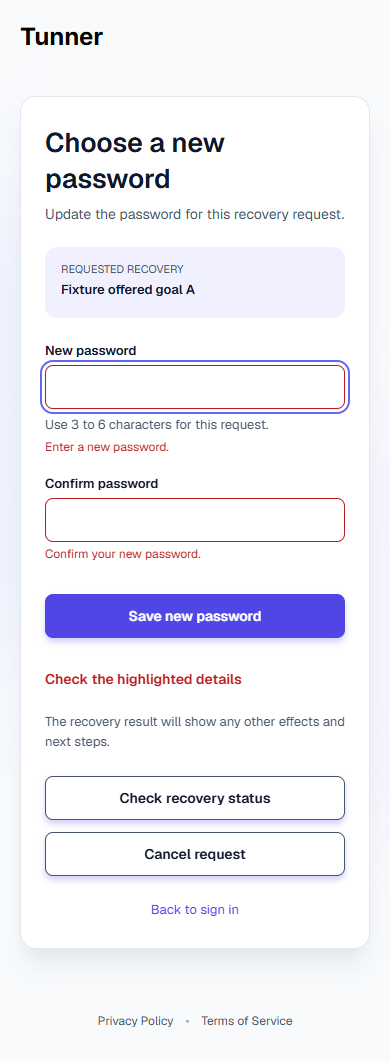 Tunner
Choose a new
password
Update the password for this recovery request.
REQUESTED RECOVERY
Fixture offered goal A
New password
Use 3 to 6 characters for this request.
Enter a new password.
Confirm password
Confirm your new password.
Save new password
Check the highlighted details
The recovery result will show any other effects and
next steps.
Check recovery status
Cancel request
Back to sign in
Privacy Policy • Terms of Service